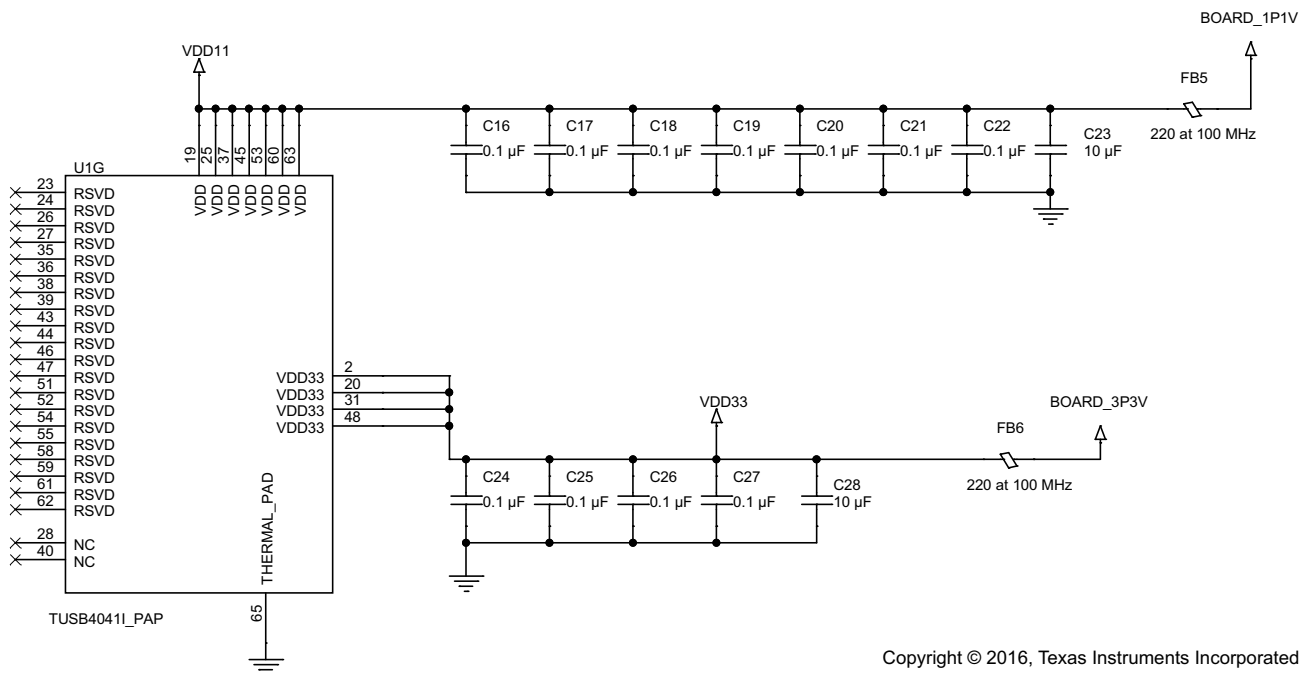 BOARD_1P1V
VDD11
FB5
220 at 100 MHz
C16
0.1 µF
C17
0.1 µF
C18
0.1 µF
C19
0.1 µF
C20
0.1 µF
C21
0.1 µF
C22
0.1 µF
C23
10 µF
19
25
37
45
53
60
63
U1G
VDD
VDD
VDD
VDD
VDD
VDD
VDD
23 RSVD
24 RSVD
26 RSVD
27 RSVD
35 RSVD
36 RSVD
38 RSVD
39 RSVD
43 RSVD
44 RSVD
46 RSVD
47 RSVD
51 RSVD
52 RSVD
54 RSVD
55 RSVD
58 RSVD
59 RSVD
61 RSVD
62 RSVD
28 NC
40 NC
VDD33 2
VDD33 20
VDD33 31
VDD33 48
THERMAL_PAD
65
TUSB4041I_PAP
VDD33
BOARD_3P3V
FB6
220 at 100 MHz
C24
0.1 µF
C25
0.1 µF
C26
0.1 µF
C27
0.1 µF
C28
10 µF
Copyright © 2016, Texas Instruments Incorporated